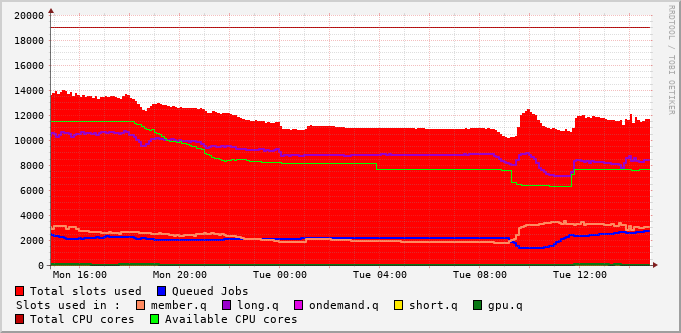 20000
18000
16000
14000
12000
10000
8000
6000
4000
2000
0
Mon 16:00 Mon 20:00 Tue 00:00 Tue 04:00 Tue 08:00 Tue 12:00
RRDTOOL / TOBI OETIKER
Total slots used Queued Jobs
Slots used in : member.q long.q ondemand.q short.q gpu.q
Total CPU cores Available CPU cores